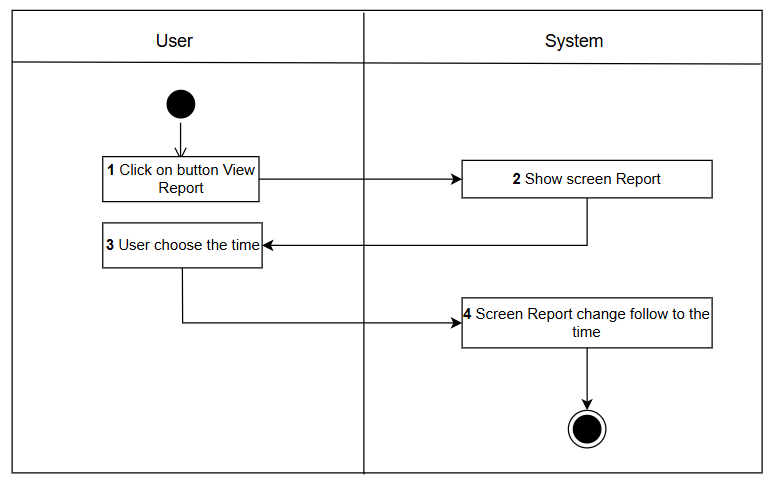 User
System
1 Click on button View
Report
2 Show screen Report
3 User choose the time
4 Screen Report change follow to the
time